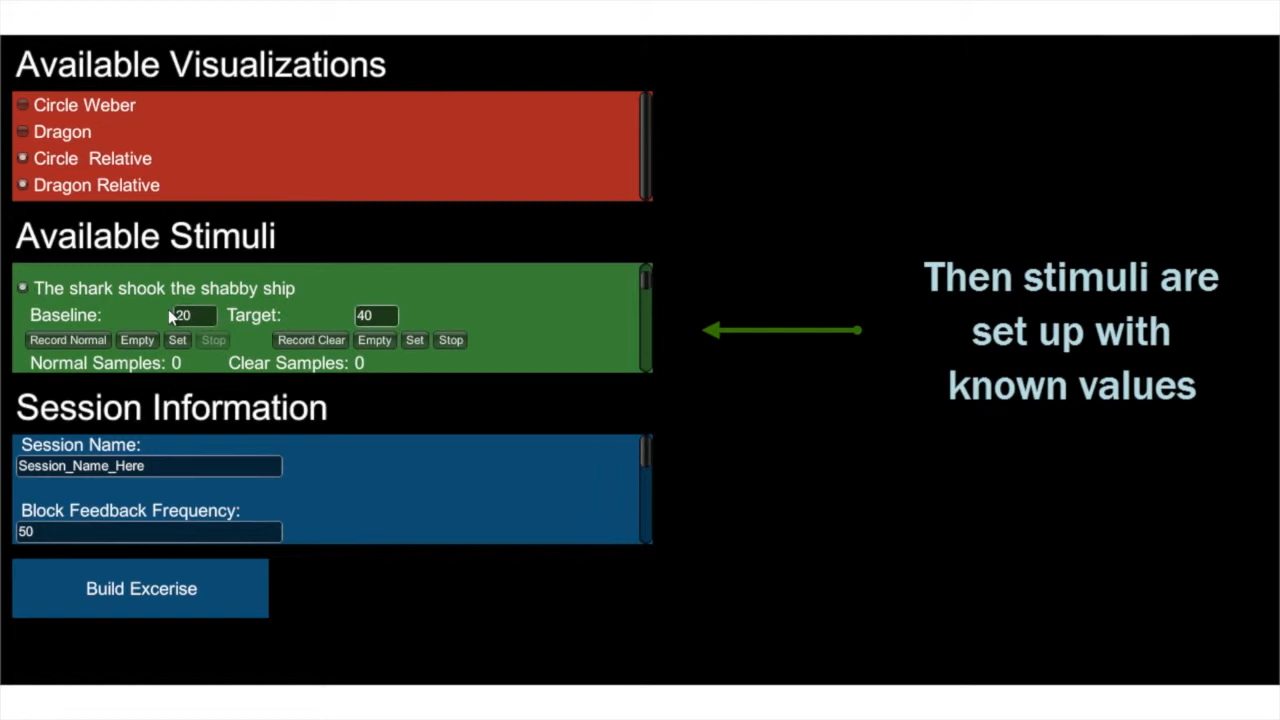 Available Visualizations
Circle Weber
Dragon
Circle  Relative
Dragon Relative
Available Stimuli
The shark shook the shabby ship
Baseline: 20 Target: 40
Record Normal Empty Set Stop Record Clear Empty Set Stop
Normal Samples: 0 Clear Samples: 0
Session Information
Session Name:
Session_Name_Here
Block Feedback Frequency:
50
Build Excerise
Then stimuli are
set up with
known values